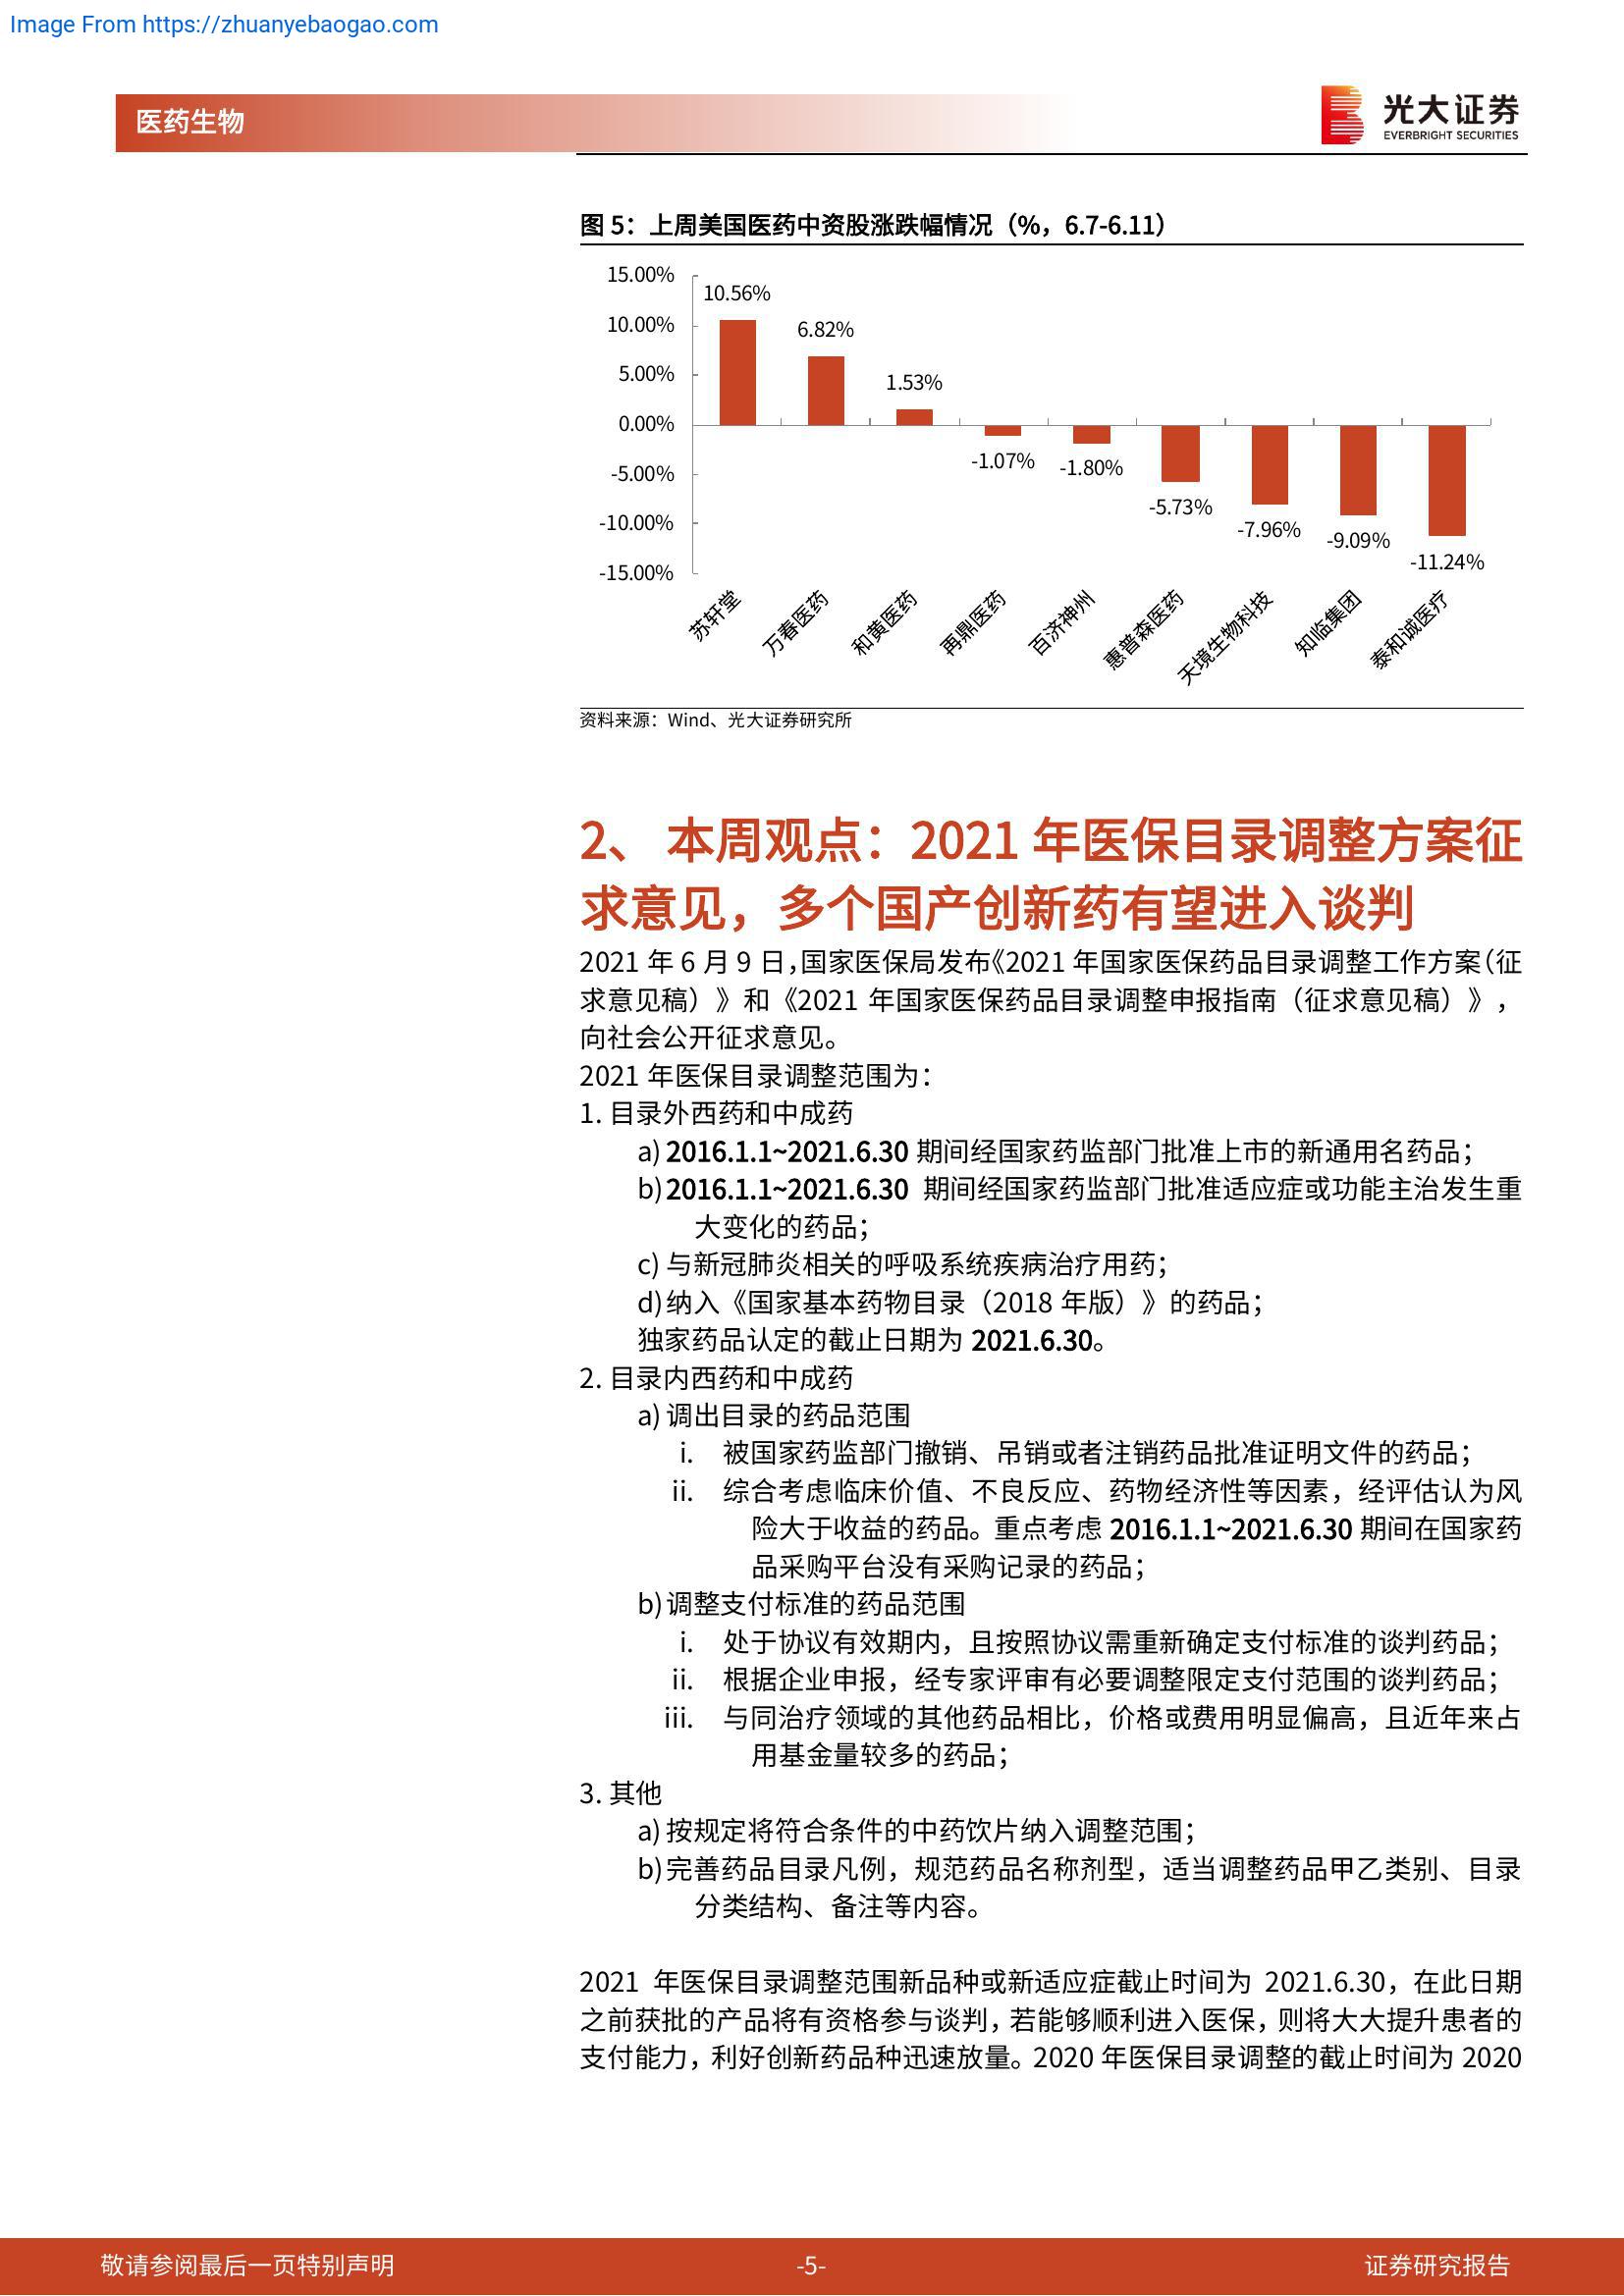 Image From https://zhuanyebaogao.com
医药生物
光大证券
EVERBRIGHT SECURITIES
图 5：上周美国医药中资股涨跌幅情况（%，6.7-6.11）
15.00%
10.00%
5.00%
0.00%
-5.00%
-10.00%
-15.00%
10.56%
6.82%
1.53%
-1.07%
-1.80%
-5.73%
-7.96%
-9.09%
-11.24%
苏轩堂
万春医药
和黄医药
再鼎医药
百济神州
惠普森医药
天境生物科技
知临集团
泰和诚医疗
资料来源：Wind、光大证券研究所
2、 本周观点：2021 年医保目录调整方案征
求意见，多个国产创新药有望进入谈判
2021 年 6 月 9 日，国家医保局发布《2021 年国家医保药品目录调整工作方案（征
求意见稿）》和《2021 年国家医保药品目录调整申报指南（征求意见稿）》，
向社会公开征求意见。
2021 年医保目录调整范围为：
1. 目录外西药和中成药
a) 2016.1.1~2021.6.30 期间经国家药监部门批准上市的新通用名药品；
b) 2016.1.1~2021.6.30 期间经国家药监部门批准适应症或功能主治发生重
大变化的药品；
c) 与新冠肺炎相关的呼吸系统疾病治疗用药；
d) 纳入《国家基本药物目录（2018 年版）》的药品；
独家药品认定的截止日期为 2021.6.30。
2. 目录内西药和中成药
a) 调出目录的药品范围
i. 被国家药监部门撤销、吊销或者注销药品批准证明文件的药品；
ii. 综合考虑临床价值、不良反应、药物经济性等因素，经评估认为风
险大于收益的药品。重点考虑 2016.1.1~2021.6.30 期间在国家药
品采购平台没有采购记录的药品；
b) 调整支付标准的药品范围
i. 处于协议有效期内，且按照协议需重新确定支付标准的谈判药品；
ii. 根据企业申报，经专家评审有必要调整限定支付范围的谈判药品；
iii. 与同治疗领域的其他药品相比，价格或费用明显偏高，且近年来占
用基金量较多的药品；
3. 其他
a) 按规定将符合条件的中药饮片纳入调整范围；
b) 完善药品目录凡例，规范药品名称剂型，适当调整药品甲乙类别、目录
分类结构、备注等内容。
2021 年医保目录调整范围新品种或新适应症截止时间为 2021.6.30，在此日期
之前获批的产品将有资格参与谈判，若能够顺利进入医保，则将大大提升患者的
支付能力，利好创新药品种迅速放量。2020 年医保目录调整的截止时间为 2020
敬请参阅最后一页特别声明
-5-
证券研究报告